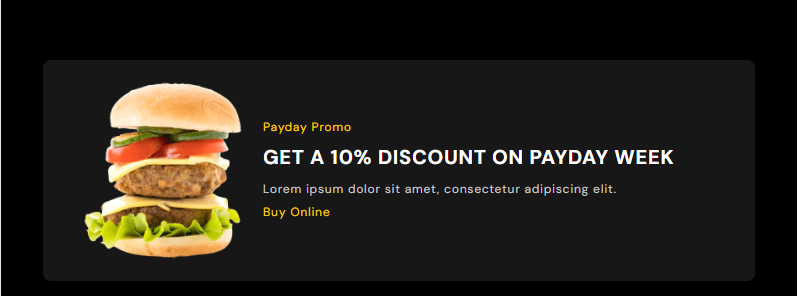 Payday Promo
GET A 10% DISCOUNT ON PAYDAY WEEK
Lorem ipsum dolor sit amet, consectetur adipiscing elit.
Buy Online